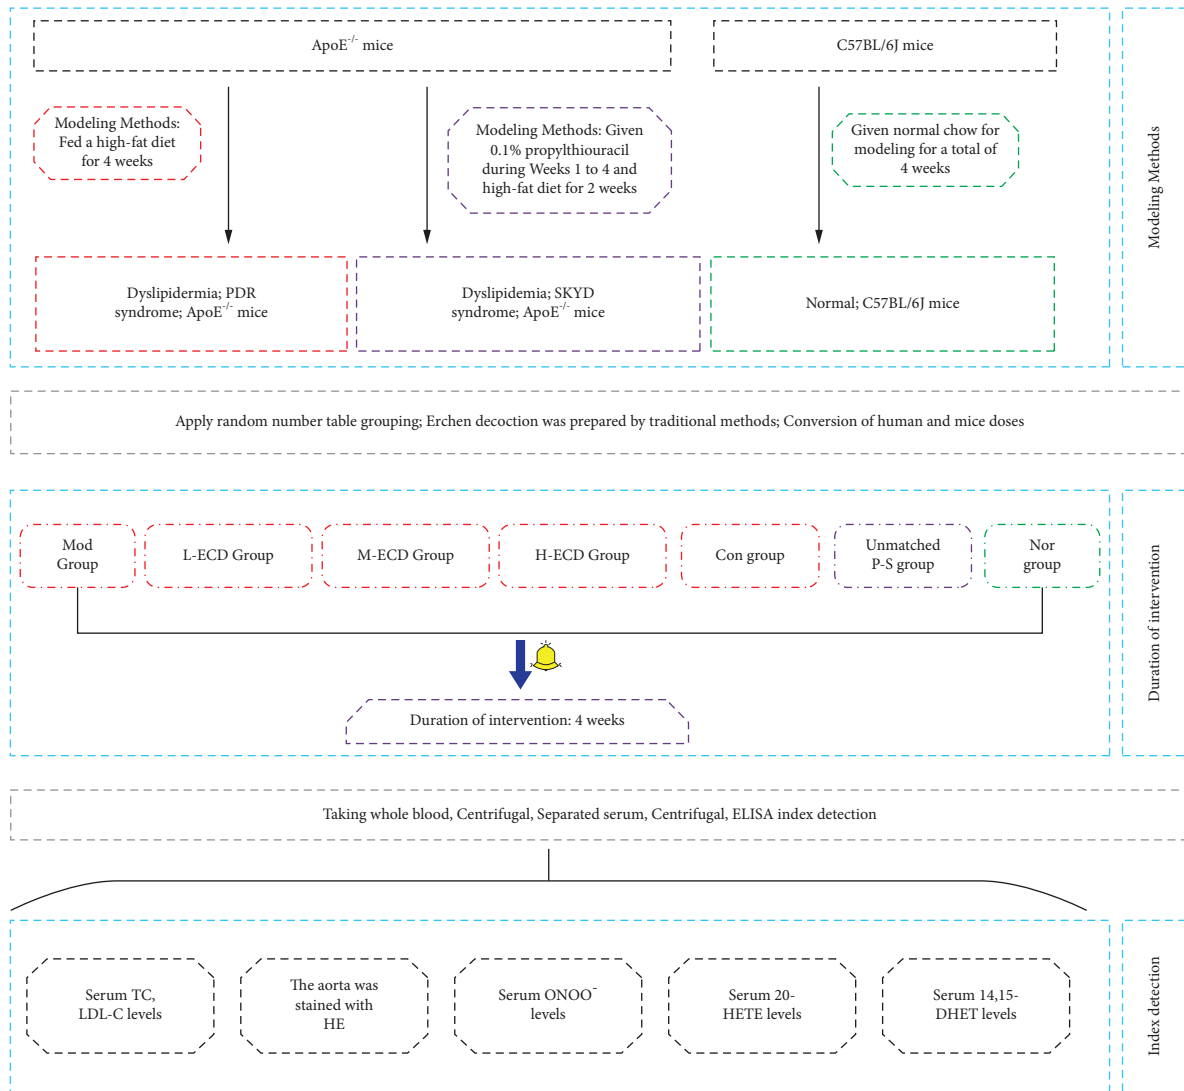 ApoE-/- mice
C57BL/6J mice
Modeling Methods:
Fed a high-fat diet
for 4 weeks
Modeling Methods: Given
0.1% propylthiouracil
during Weeks 1 to 4 and
high-fat diet for 2 weeks
Given normal chow for
modeling for a total of
4 weeks
Dyslipidermia; PDR
syndrome; ApoE-/- mice
Dyslipidemia; SKYD
syndrome; ApoE-/- mice
Normal; C57BL/6J mice
Modeling Methods
Apply random number table grouping; Erchen decoction was prepared by traditional methods; Conversion of human and mice doses
Mod
Group
L-ECD Group
M-ECD Group
H-ECD Group
Con group
Unmatched
P-S group
Nor
group
Duration of intervention: 4 weeks
Duration of intervention
Taking whole blood, Centrifugal, Separated serum, Centrifugal, ELISA index detection
Serum TC,
LDL-C levels
The aorta was
stained with
HE
Serum ONOO-
levels
Serum 20-
HETE levels
Serum 14,15-
DHET levels
Index detection